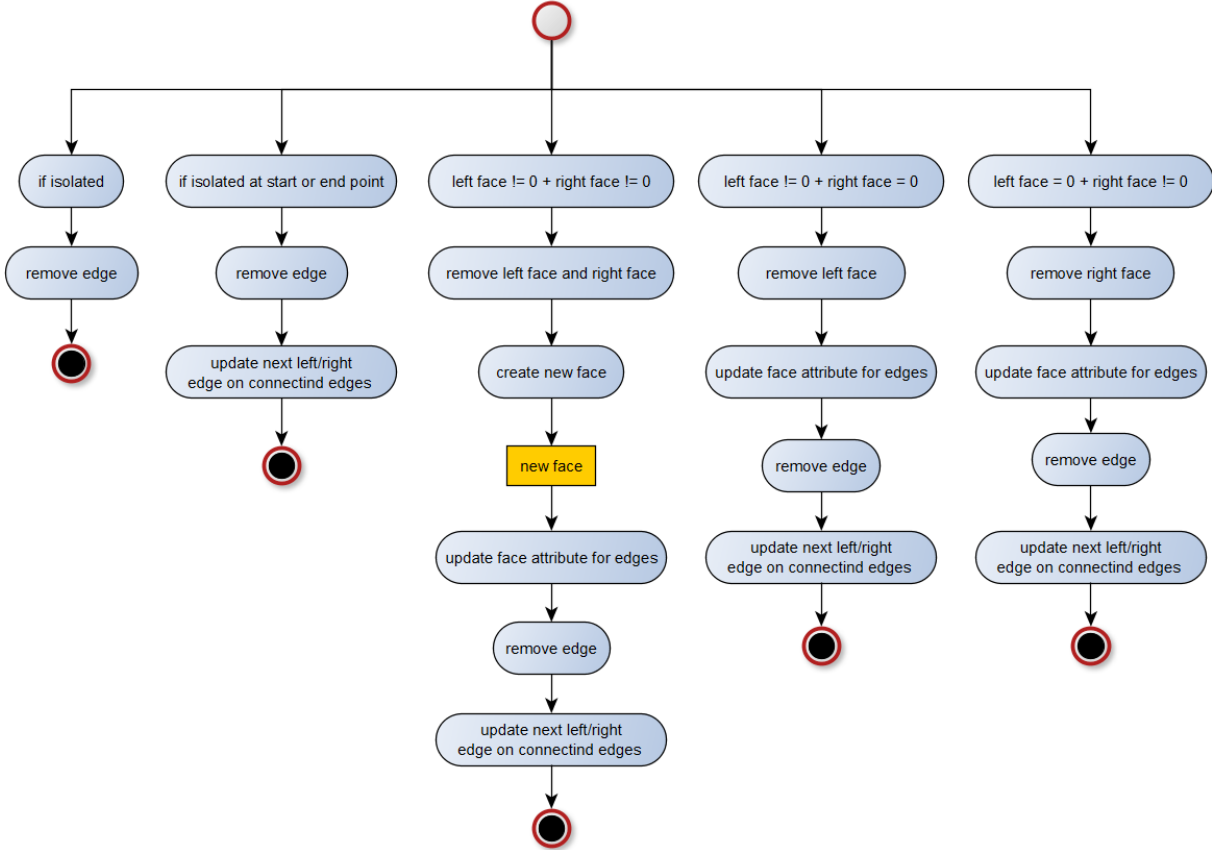 if isolated
remove edge
if isolated at start or end point
remove edge
update next left/right
edge on connectind edges
left face != 0 + right face != 0
remove left face and right face
create new face
new face
update face attribute for edges
remove edge
update next left/right
edge on connectind edges
left face != 0 + right face = 0
remove left face
update face attribute for edges
remove edge
update next left/right
edge on connectind edges
left face = 0 + right face != 0
remove right face
update face attribute for edges
remove edge
update next left/right
edge on connectind edges